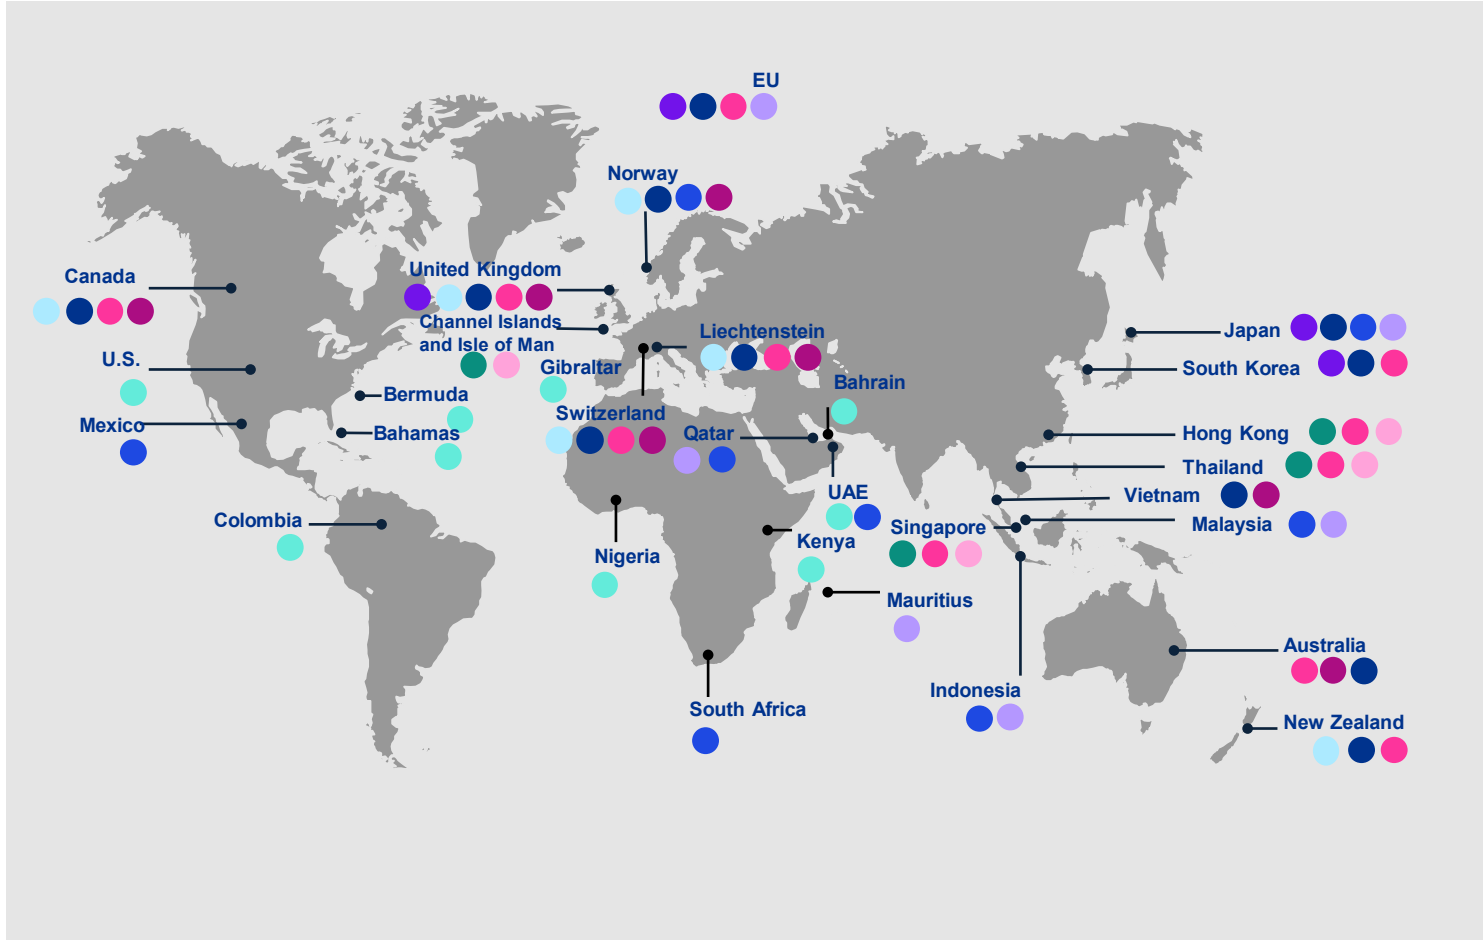 EU
Norway
Canada
United Kingdom
Channel Islands
and Isle of Man
Liechtenstein
Japan
U.S.
Gibraltar
South Korea
Bermuda
Bahrain
Mexico
Switzerland
Bahamas
Qatar
Hong Kong
Thailand
UAE
Vietnam
Colombia
Singapore
Malaysia
Nigeria
Kenya
Mauritius
Australia
Indonesia
South Africa
New Zealand